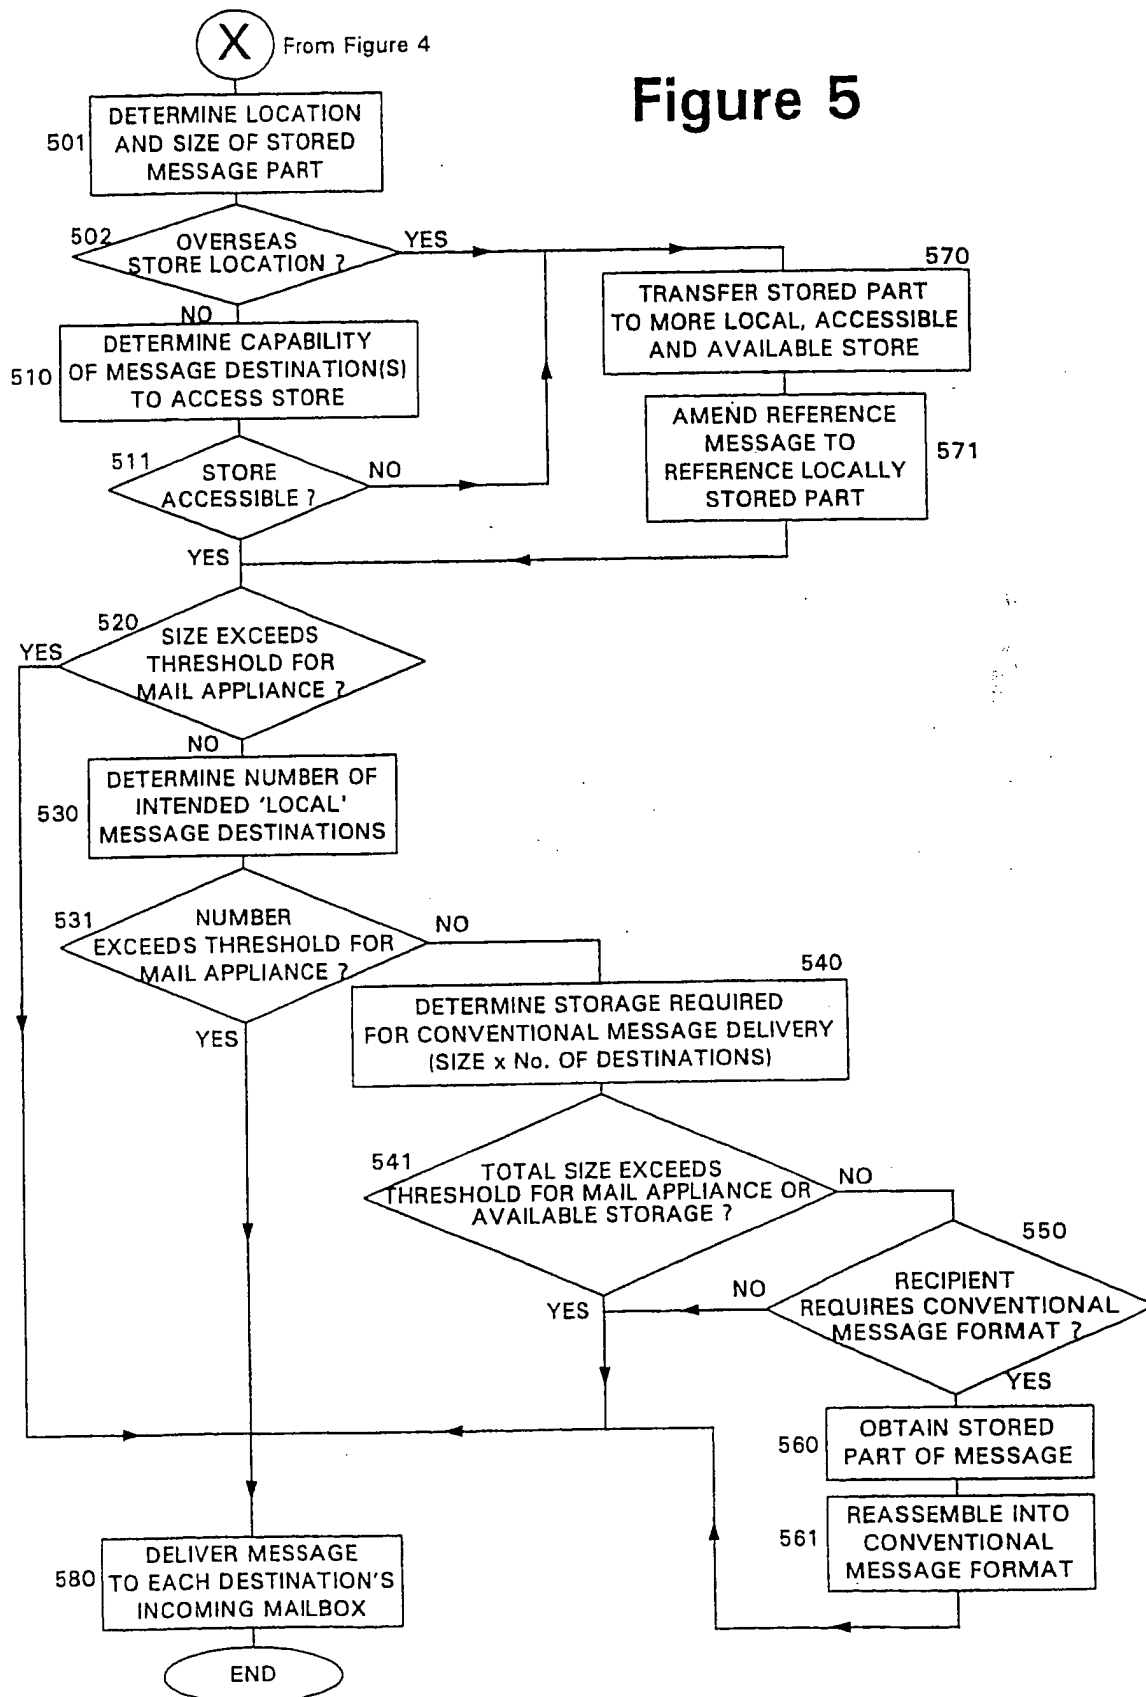 X
From Figure 4
Figure 5
501
DETERMINE LOCATION
AND SIZE OF STORED
MESSAGE PART
502
OVERSEAS
STORE LOCATION ?
YES
NO
570
TRANSFER STORED PART
TO MORE LOCAL, ACCESSIBLE
AND AVAILABLE STORE
510
DETERMINE CAPABILITY
OF MESSAGE DESTINATION(S)
TO ACCESS STORE
571
AMEND REFERENCE
MESSAGE TO
REFERENCE LOCALLY
STORED PART
511
STORE
ACCESSIBLE ?
NO
YES
520
SIZE EXCEEDS
THRESHOLD FOR
MAIL APPLIANCE ?
YES
NO
530
DETERMINE NUMBER OF
INTENDED 'LOCAL'
MESSAGE DESTINATIONS
531
NUMBER
EXCEEDS THRESHOLD FOR
MAIL APPLIANCE ?
NO
YES
540
DETERMINE STORAGE REQUIRED
FOR CONVENTIONAL MESSAGE DELIVERY
(SIZE x No. OF DESTINATIONS)
541
TOTAL SIZE EXCEEDS
THRESHOLD FOR MAIL APPLIANCE OR
AVAILABLE STORAGE ?
NO
YES
550
RECIPIENT
REQUIRES CONVENTIONAL
MESSAGE FORMAT ?
NO
YES
560
OBTAIN STORED
PART OF MESSAGE
561
REASSEMBLE INTO
CONVENTIONAL
MESSAGE FORMAT
580
DELIVER MESSAGE
TO EACH DESTINATION'S
INCOMING MAILBOX
END